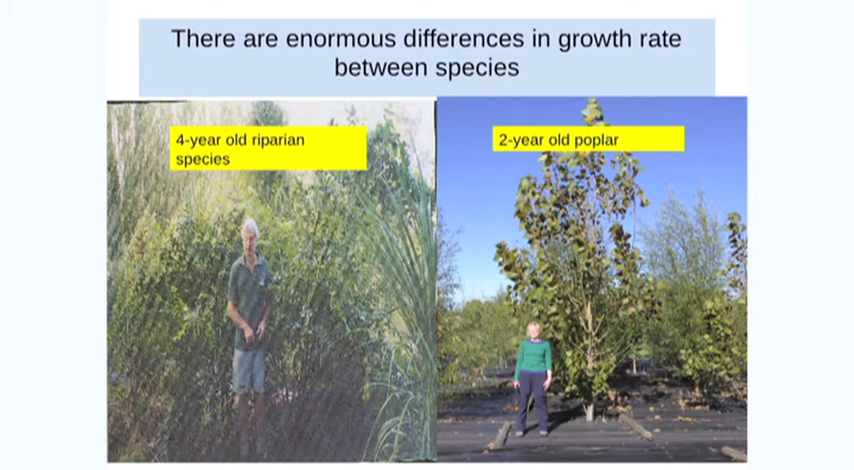 There are enormous differences in growth rate
between species
4-year old riparian
species
2-year old poplar